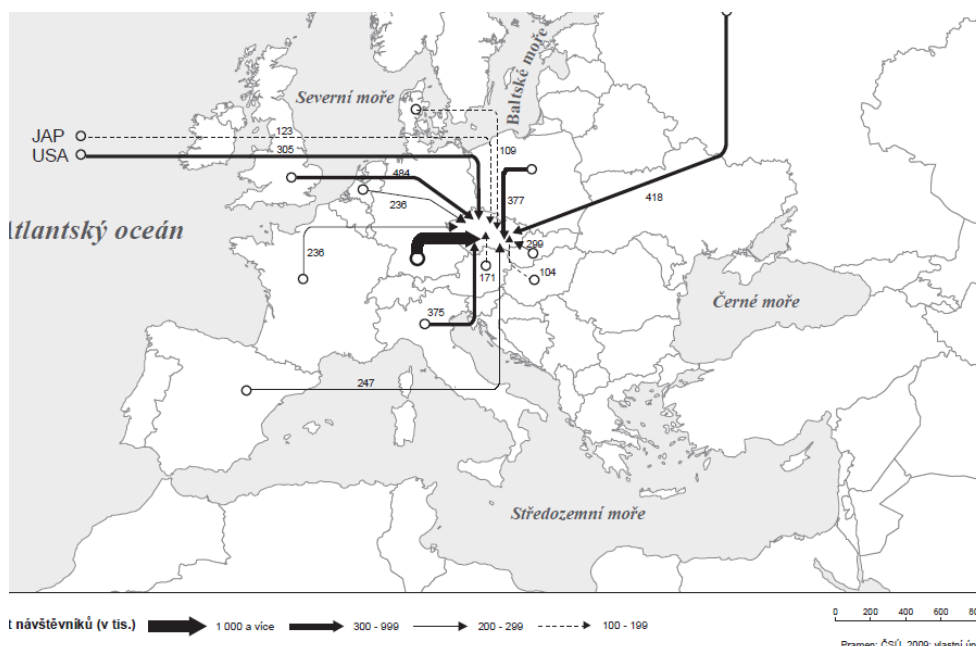 Severní moře
Baltské moře
JAP
USA
123
305
109
484
377
236
418
tlantský oceán
236
299
171
104
Černé moře
375
247
Středozemní moře
t návštěvníků (v tis.)
1 000 a více
300 - 999
200 - 299
100 - 199
0 200 400 600
Pramen: ČSÚ, 2009; vlastní